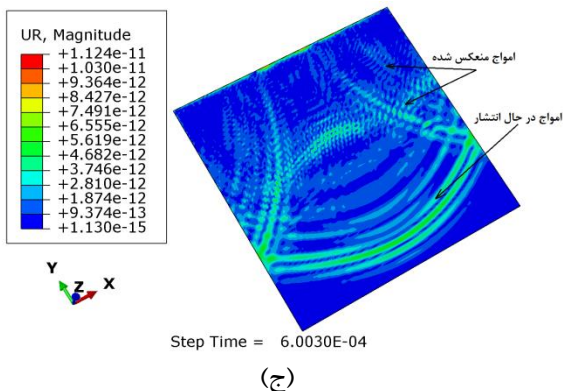 UR, Magnitude
+1.124e-11
+1.030e-11
+9.364e-12
+8.427e-12
+7.491e-12
+6.555e-12
+5.619e-12
+4.682e-12
+3.746e-12
+2.810e-12
+1.874e-12
+9.374e-13
+1.130e-15
امواج منعکس شده
امواج در حال انتشار
Y
Z
X
Step Time = 6.0030E-04
(ج)